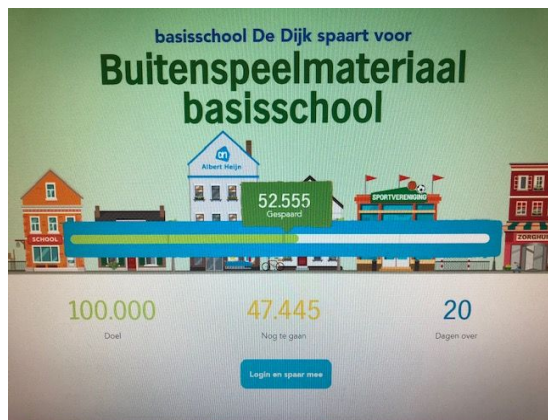 basisschool De Dijk spaart voor
Buitenspeelmateriaal
basisschool
Albert Heijn
52.555
Gespaard
SPORTVERENIGING
SCHOOL
100.000
47.445
20
Doel
Nog te gaan
Dagen over
Login en spaar mee